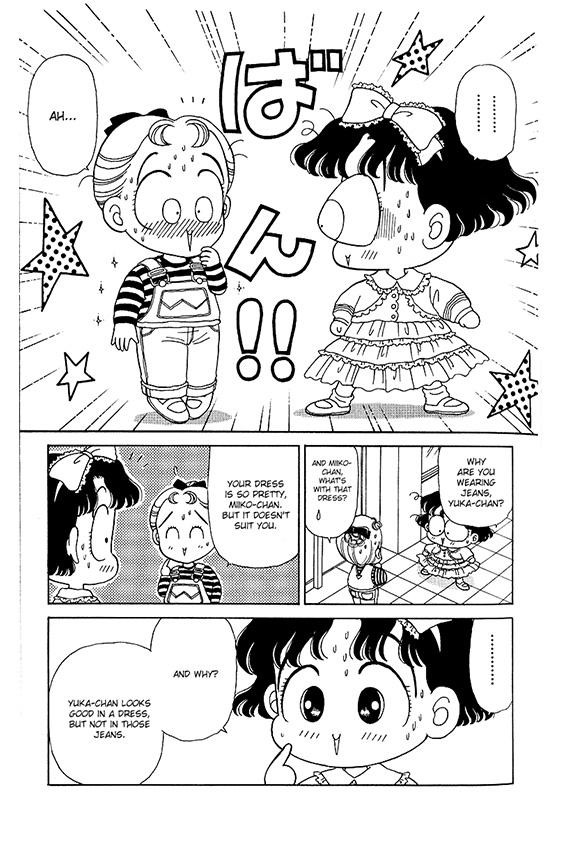 .........
ばん!!
AH...
WHY
ARE YOU
WEARING
JEANS,
YUKA-CHAN?
AND MIIKO-
CHAN,
WHAT'S
WITH THAT
DRESS?
YOUR DRESS
IS SO PRETTY,
MIIKO-CHAN.
BUT IT DOESN'T
SUIT YOU.
.........
AND WHY?
YUKA-CHAN LOOKS
GOOD IN A DRESS,
BUT NOT IN THOSE
JEANS.